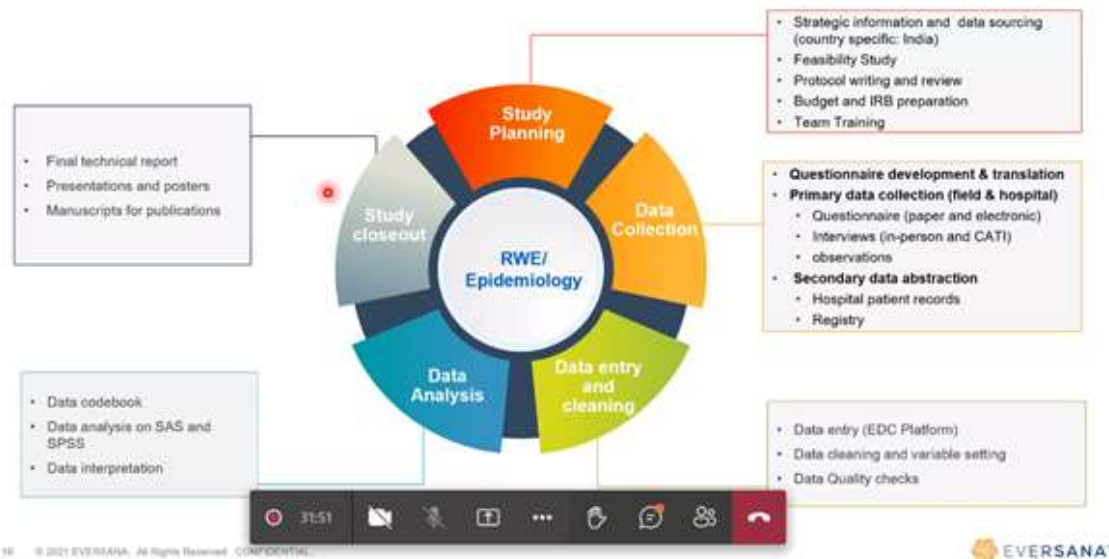 Strategic information and data sourcing
(country specific: India)
Feasibility Study
Protocol writing and review
Budget and IRB preparation
Team Training
Study
Planning
Final technical report
Presentations and posters
Manuscripts for publications
Questionnaire development & translation
Primary data collection (field & hospital)
Questionnaire (paper and electronic)
Interviews (in-person and CATI)
observations
Secondary data abstraction
Hospital patient records
Registry
Study
closeout
Data
Collection
RWE/
Epidemiology
Data
Analysis
Data entry
and
cleaning
Data codebook
Data analysis on SAS and
SPSS
Data interpretation
Data entry (EDC Platform)
Data cleaning and variable setting
Data Quality checks
31:51
16 © 2021 EVERSANA. All Rights Reserved. CONFIDENTIAL.
EVERSANA